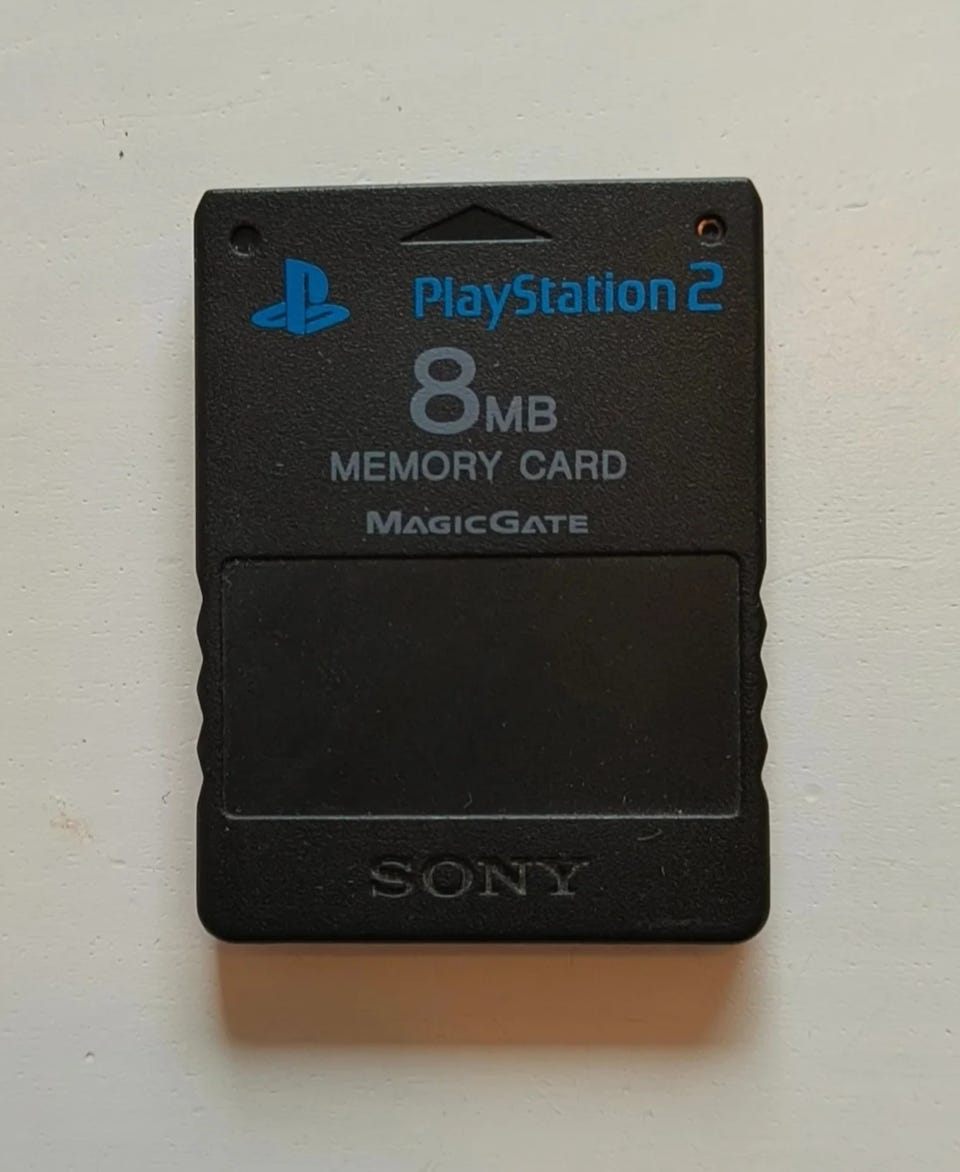 PlayStation 2
8MB
MEMORY CARD
MAGICGATE
SONY